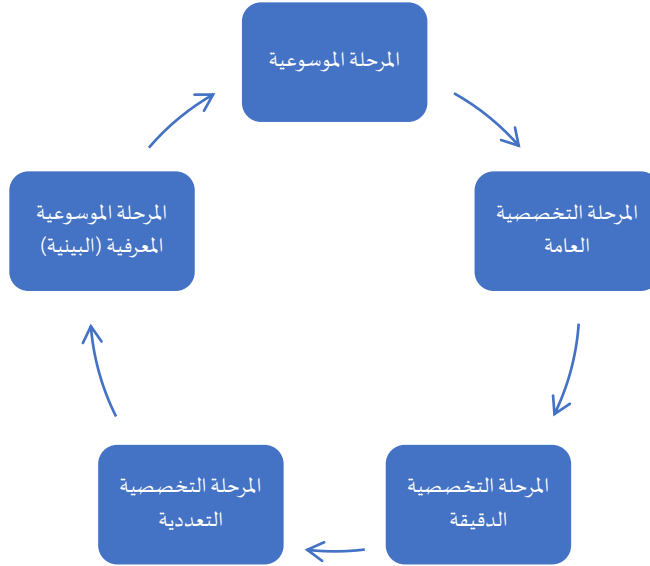 المرحلة الموسوعية
المرحلة التخصصية
العامة
المرحلة التخصصية
الدقيقة
المرحلة التخصصية
التعددية
المرحلة الموسوعية
المعرفية (البينية)